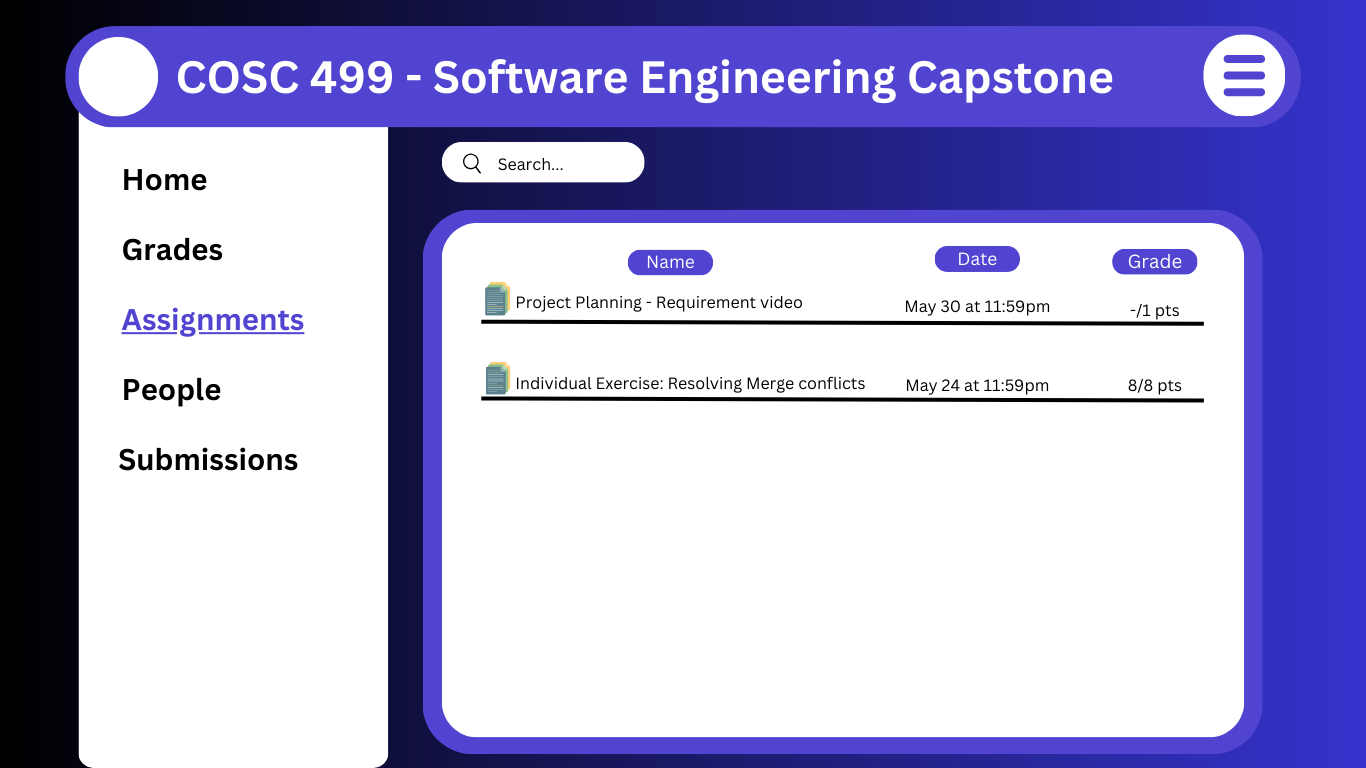 COSC 499 - Software Engineering Capstone
Home
Grades
Assignments
People
Submissions
Search...
Name Date Grade
Project Planning - Requirement video May 30 at 11:59pm -/1 pts
Individual Exercise: Resolving Merge conflicts May 24 at 11:59pm 8/8 pts